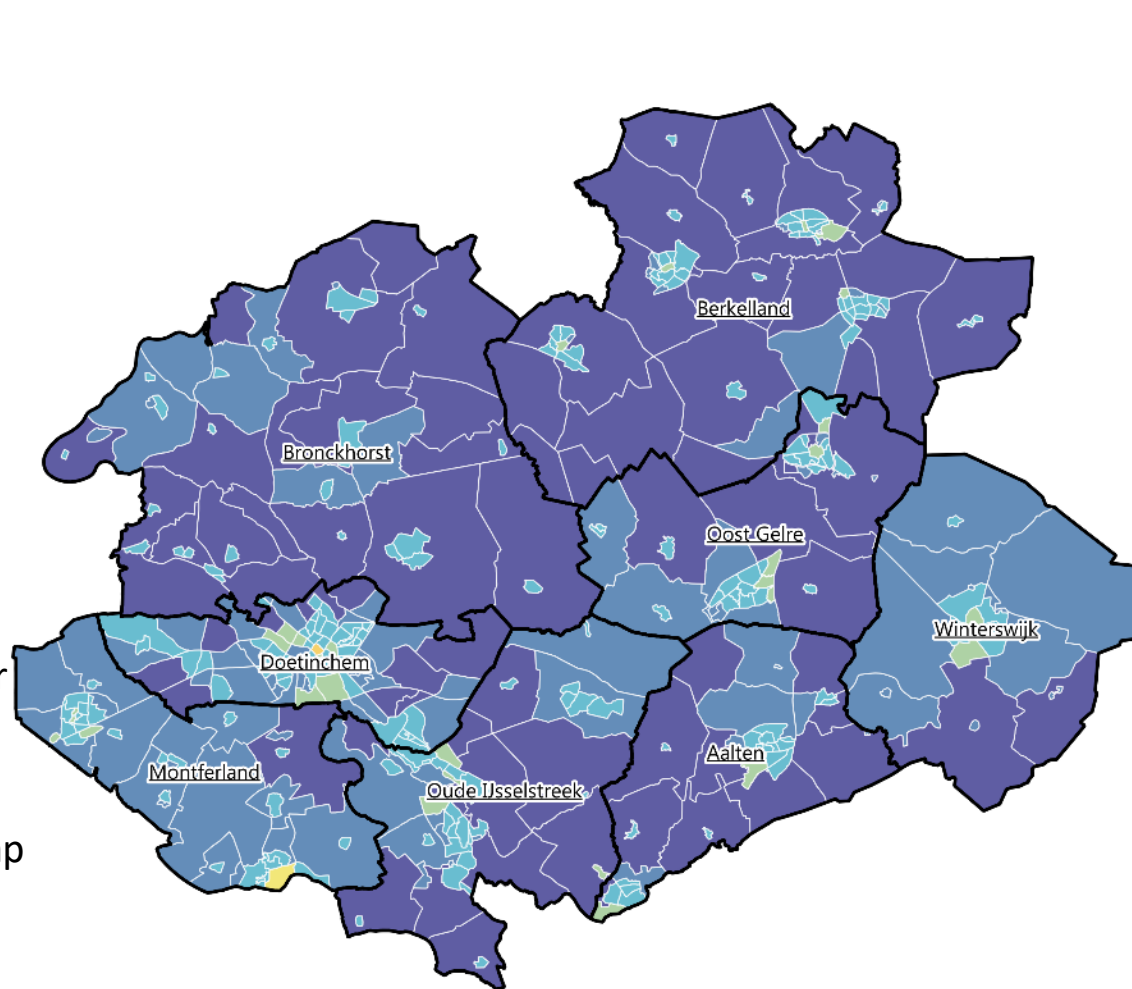 Berkelland
Bronckhorst
Oost Gelre
Winterswijk
Doetinchem
Aalten
Montferland
Oude IJsselstreek